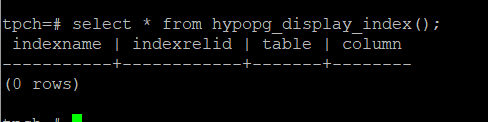 tpch=# select * from hypopg_display_index();
 indexname | indexrelid | table | column
-----------+------------+-------+--------
(0 rows)
tpch=#